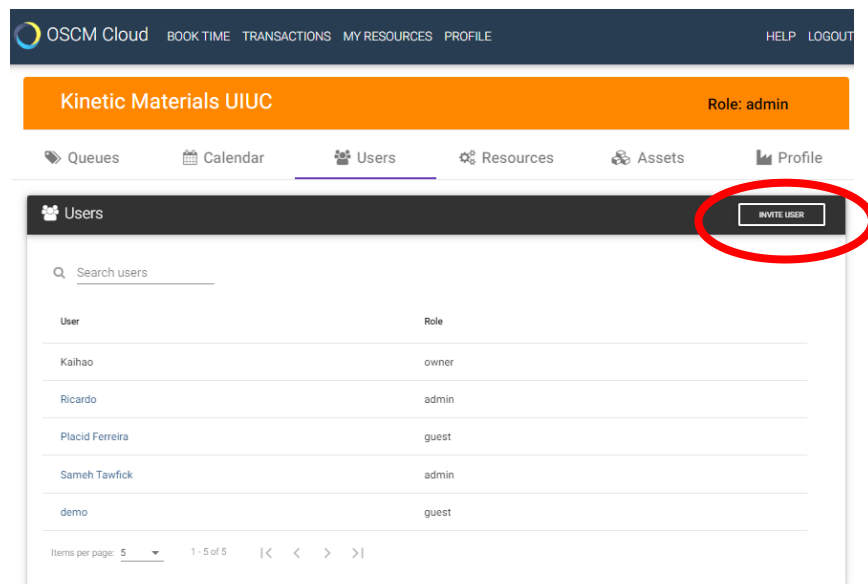 OSCM Cloud BOOK TIME TRANSACTIONS MY RESOURCES PROFILE HELP LOGOUT
Kinetic Materials UIUC Role: admin
Queues Calendar Users Resources Assets Profile
Users INVITE USER
Search users
User Role
Kaihao owner
Ricardo admin
Placid Ferreira guest
Sameh Tawfick admin
demo guest
Items per page: 5 1 - 5 of 5